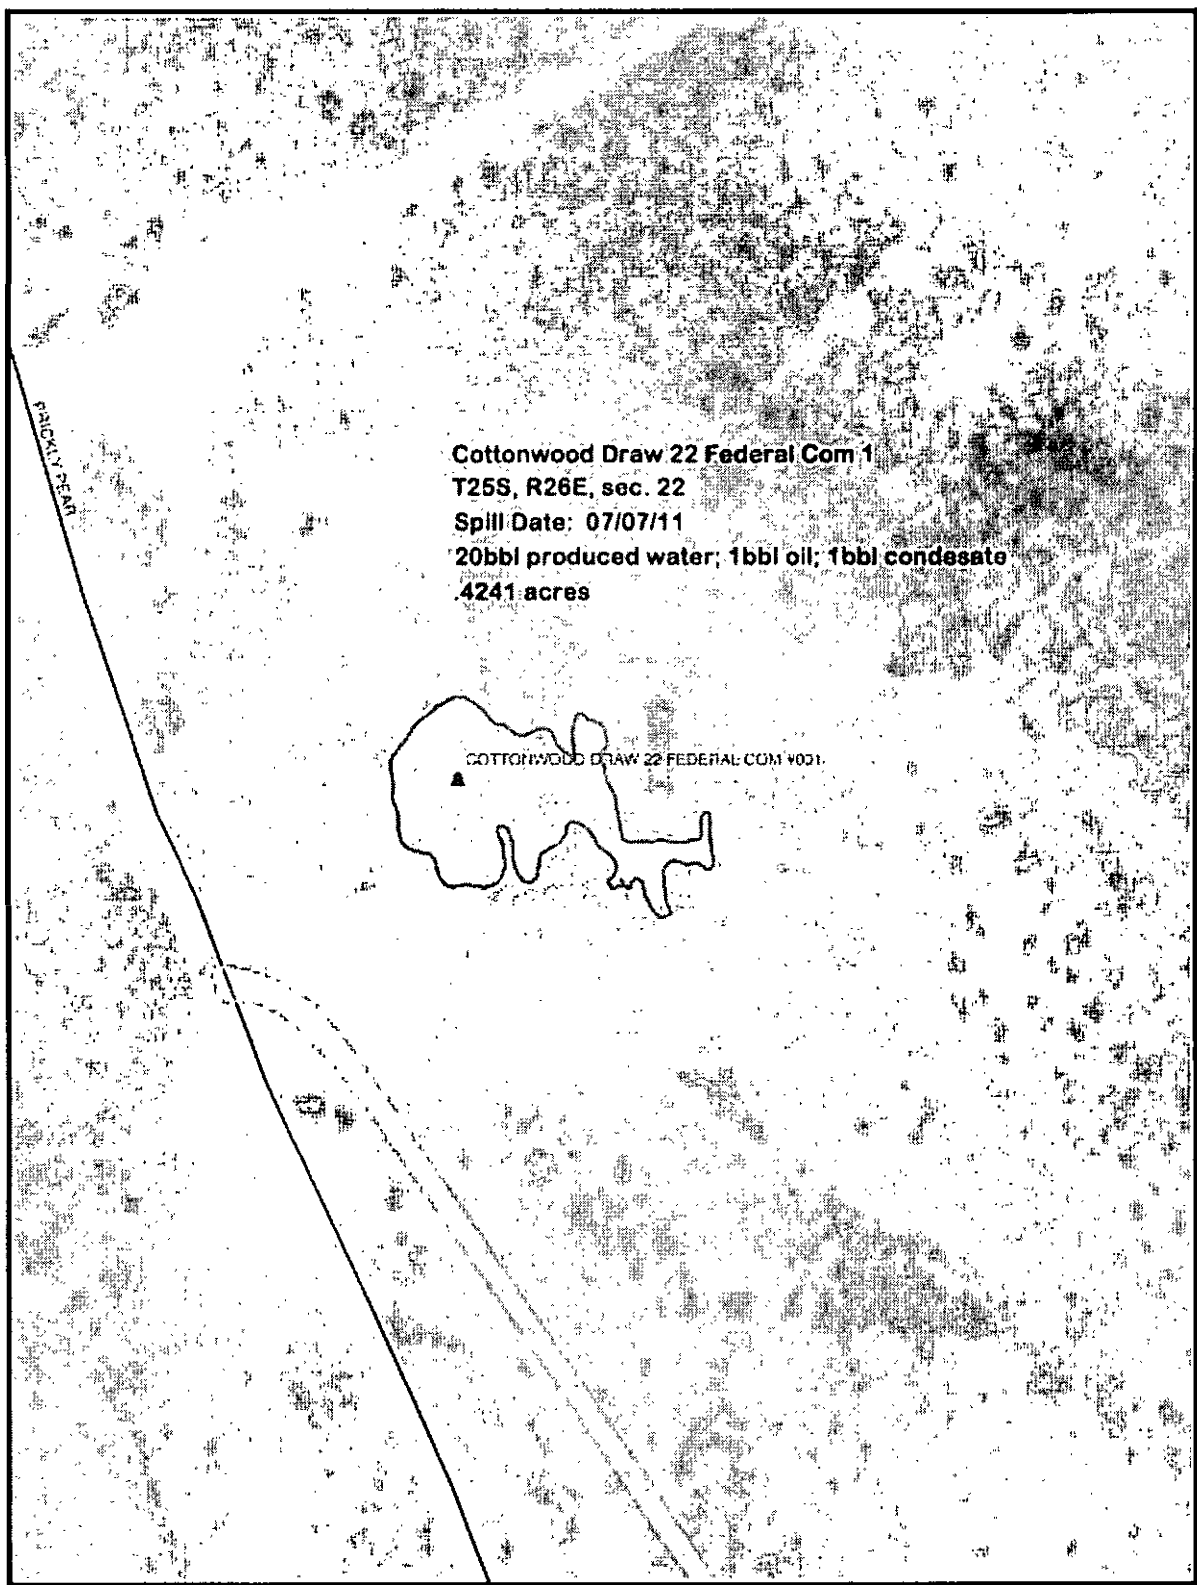 Cottonwood Draw 22 Federal Com 1
T25S, R26E, sec. 22
Spill Date: 07/07/11
20bbl produced water; 1bbl oil; 1bbl condesate
.4241 acres
PRICKLY PEAR
COTTONWOOD DRAW 22 FEDERAL COM #001